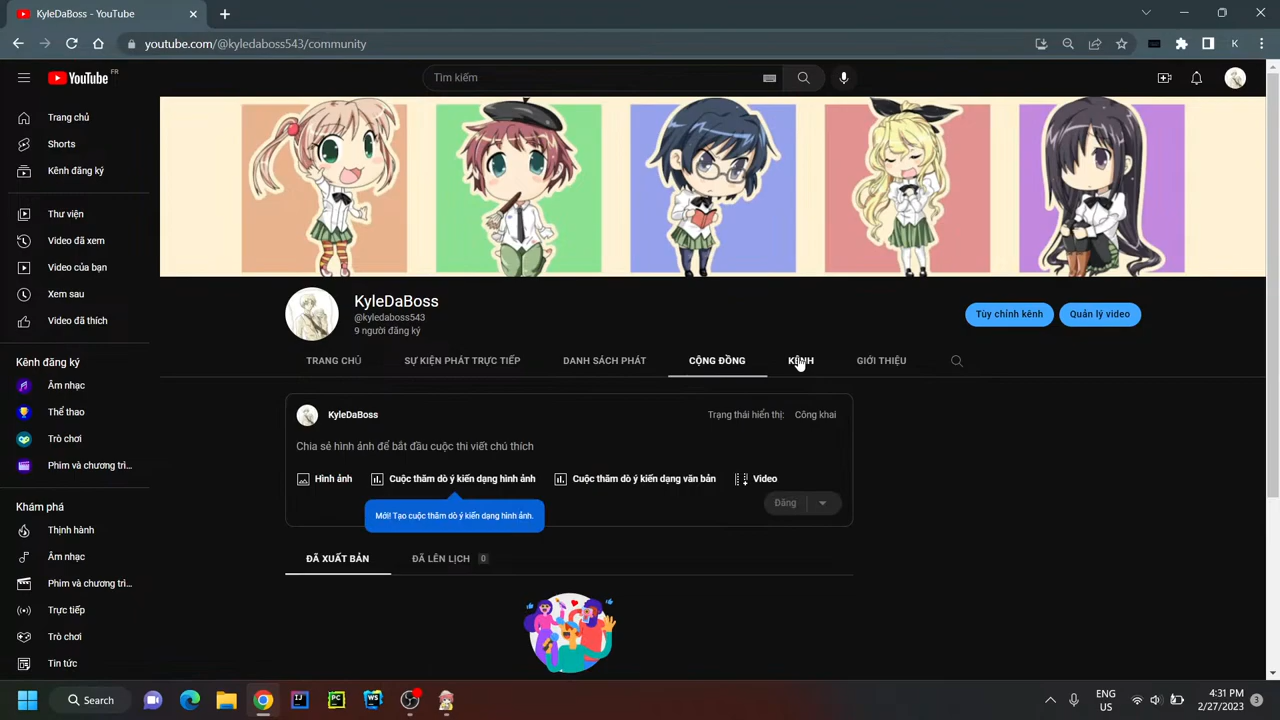 KyleDaBoss - YouTube
youtube.com/@kyledaboss543/community
K
YouTube FR
Tìm kiếm
Trang chủ
Shorts
Kênh đăng ký
Thư viện
Video đã xem
Video của bạn
Xem sau
Video đã thích
Kênh đăng ký
Âm nhạc
Thể thao
Trò chơi
Phim và chương trì...
Khám phá
Thịnh hành
Âm nhạc
Phim và chương trì...
Trực tiếp
Trò chơi
Tin tức
KyleDaBoss
@kyledaboss543
9 người đăng ký
Tùy chỉnh kênh
Quản lý video
TRANG CHỦ
SỰ KIỆN PHÁT TRỰC TIẾP
DANH SÁCH PHÁT
CỘNG ĐỒNG
KÊNH
GIỚI THIỆU
KyleDaBoss
Trạng thái hiển thị: Công khai
Chia sẻ hình ảnh để bắt đầu cuộc thi viết chú thích
Hình ảnh
Cuộc thăm dò ý kiến dạng hình ảnh
Cuộc thăm dò ý kiến dạng văn bản
Video
Mới! Tạo cuộc thăm dò ý kiến dạng hình ảnh.
Đăng
ĐÃ XUẤT BẢN
ĐÃ LÊN LỊCH 0
Search
IJ
PC
WS
ENG
US
4:31 PM
2/27/2023
3